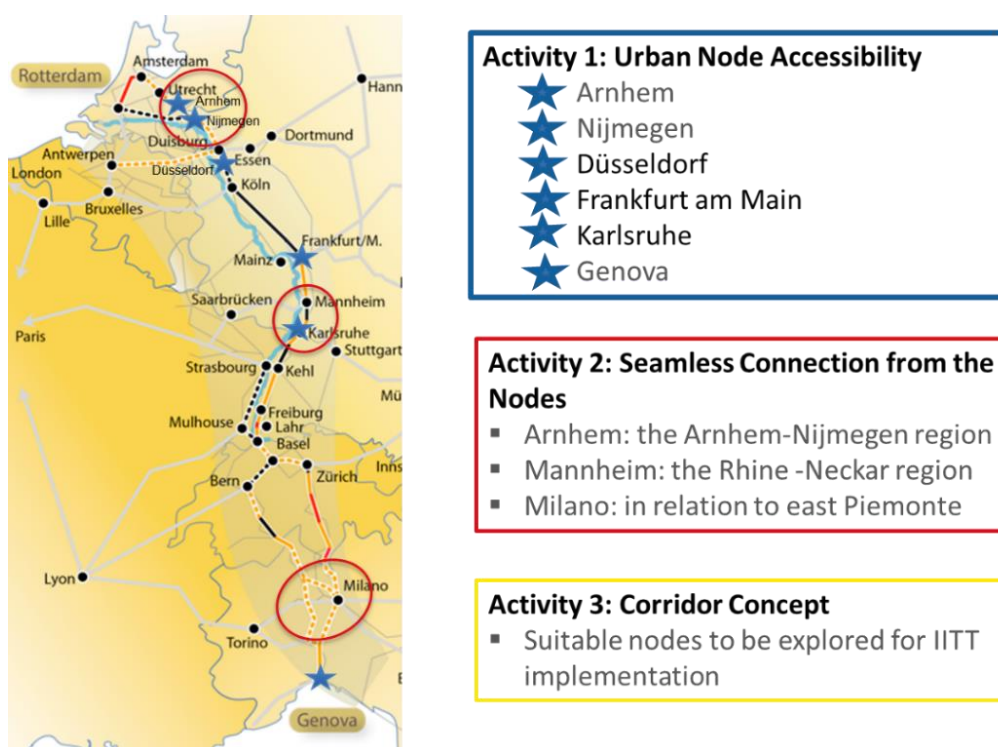 Amsterdam
Rotterdam
Utrecht
Hann
Arnhem
Nijmegen
Duisburg
Dortmund
Antwerpen
Essen
London
Düsseldorf
Köln
Bruxelles
Lille
Frankfurt/M.
Mainz
Saarbrücken
Mannheim
Paris
Karlsruhe
Stuttgart
Strasbourg
Kehl
Mü
Freiburg
Mulhouse
Lahr
Basel
Inns
Bern
Zürich
Lyon
Milano
Torino
Genova
Activity 1: Urban Node Accessibility
Arnhem
Nijmegen
Düsseldorf
Frankfurt am Main
Karlsruhe
Genova
Activity 2: Seamless Connection from the
Nodes
▪ Arnhem: the Arnhem-Nijmegen region
▪ Mannheim: the Rhine -Neckar region
▪ Milano: in relation to east Piemonte
Activity 3: Corridor Concept
▪ Suitable nodes to be explored for IITT
implementation